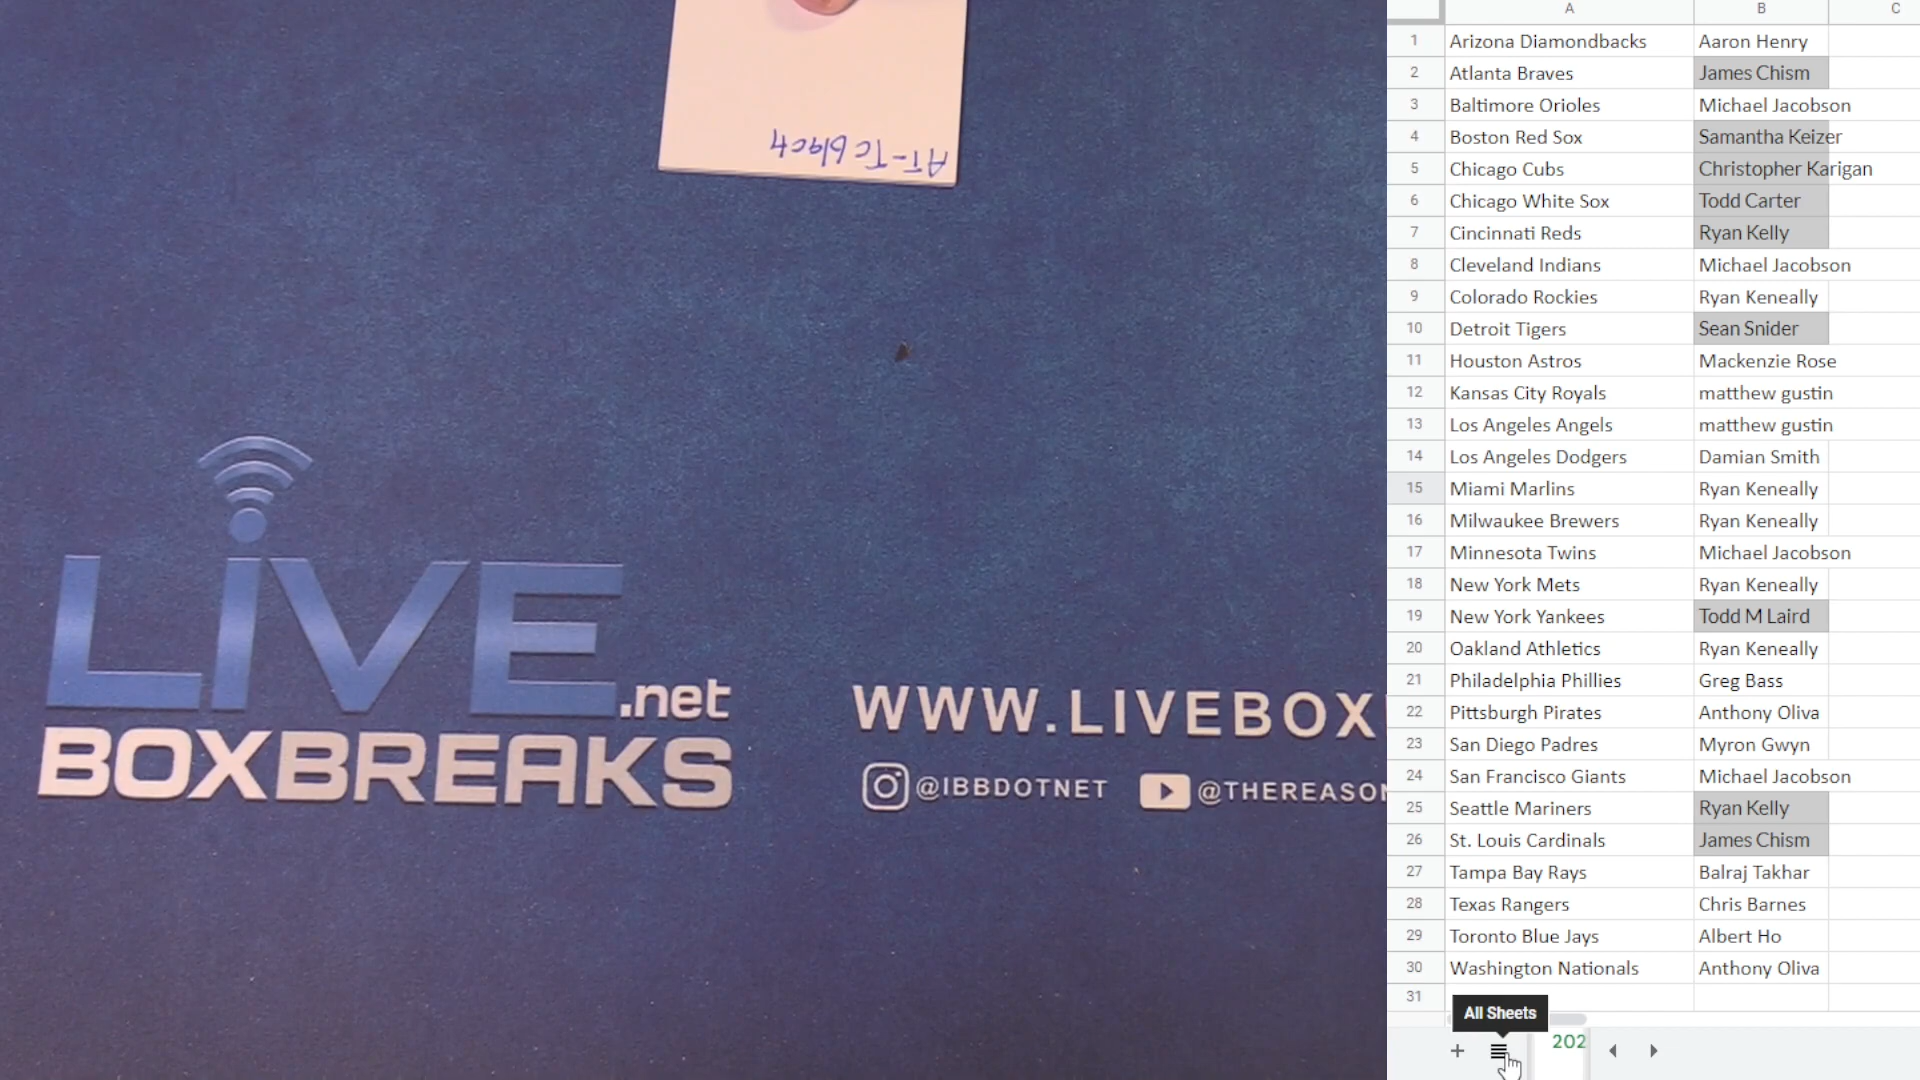 LIVE.net
BOXBREAKS
WWW.LIVEBOX
@IBBDOTNET @THEREASO
A B C
1 Arizona Diamondbacks Aaron Henry
2 Atlanta Braves James Chism
3 Baltimore Orioles Michael Jacobson
4 Boston Red Sox Samantha Keizer
5 Chicago Cubs Christopher Karigan
6 Chicago White Sox Todd Carter
7 Cincinnati Reds Ryan Kelly
8 Cleveland Indians Michael Jacobson
9 Colorado Rockies Ryan Keneally
10 Detroit Tigers Sean Snider
11 Houston Astros Mackenzie Rose
12 Kansas City Royals matthew gustin
13 Los Angeles Angels matthew gustin
14 Los Angeles Dodgers Damian Smith
15 Miami Marlins Ryan Keneally
16 Milwaukee Brewers Ryan Keneally
17 Minnesota Twins Michael Jacobson
18 New York Mets Ryan Keneally
19 New York Yankees Todd M Laird
20 Oakland Athletics Ryan Keneally
21 Philadelphia Phillies Greg Bass
22 Pittsburgh Pirates Anthony Oliva
23 San Diego Padres Myron Gwyn
24 San Francisco Giants Michael Jacobson
25 Seattle Mariners Ryan Kelly
26 St. Louis Cardinals James Chism
27 Tampa Bay Rays Balraj Takhar
28 Texas Rangers Chris Barnes
29 Toronto Blue Jays Albert Ho
30 Washington Nationals Anthony Oliva
31
All Sheets
+ 202